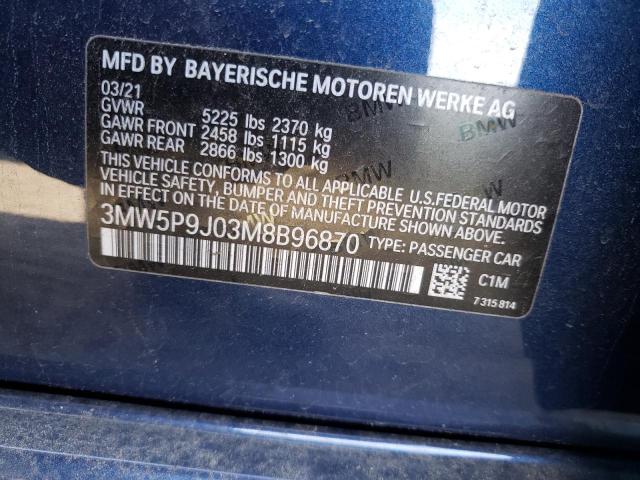 MFD BY BAYERISCHE MOTOREN WERKE AG
03/21
GVWR 5225 lbs 2370 kg
GAWR FRONT 2458 lbs 1115 kg
GAWR REAR 2866 lbs 1300 kg
THIS VEHICLE CONFORMS TO ALL APPLICABLE U.S.FEDERAL MOTOR
VEHICLE SAFETY, BUMPER AND THEFT PREVENTION STANDARDS
IN EFFECT ON THE DATE OF MANUFACTURE SHOWN ABOVE.
3MW5P9J03M8B96870 TYPE: PASSENGER CAR
C1M
7 315 814
BMW
BMW